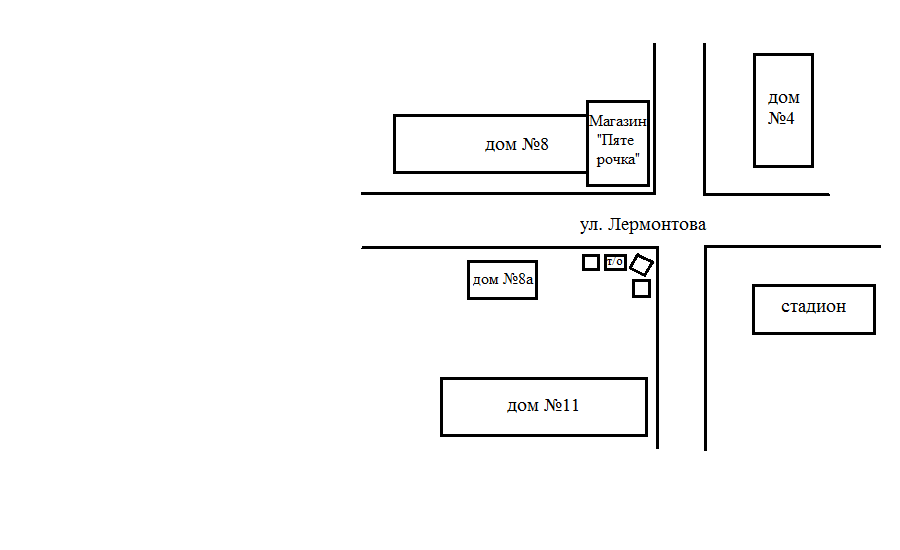 дом
№4
Магазин
"Пяте
рочка"
дом №8
ул. Лермонтова
т/о
дом №8а
стадион
дом №11